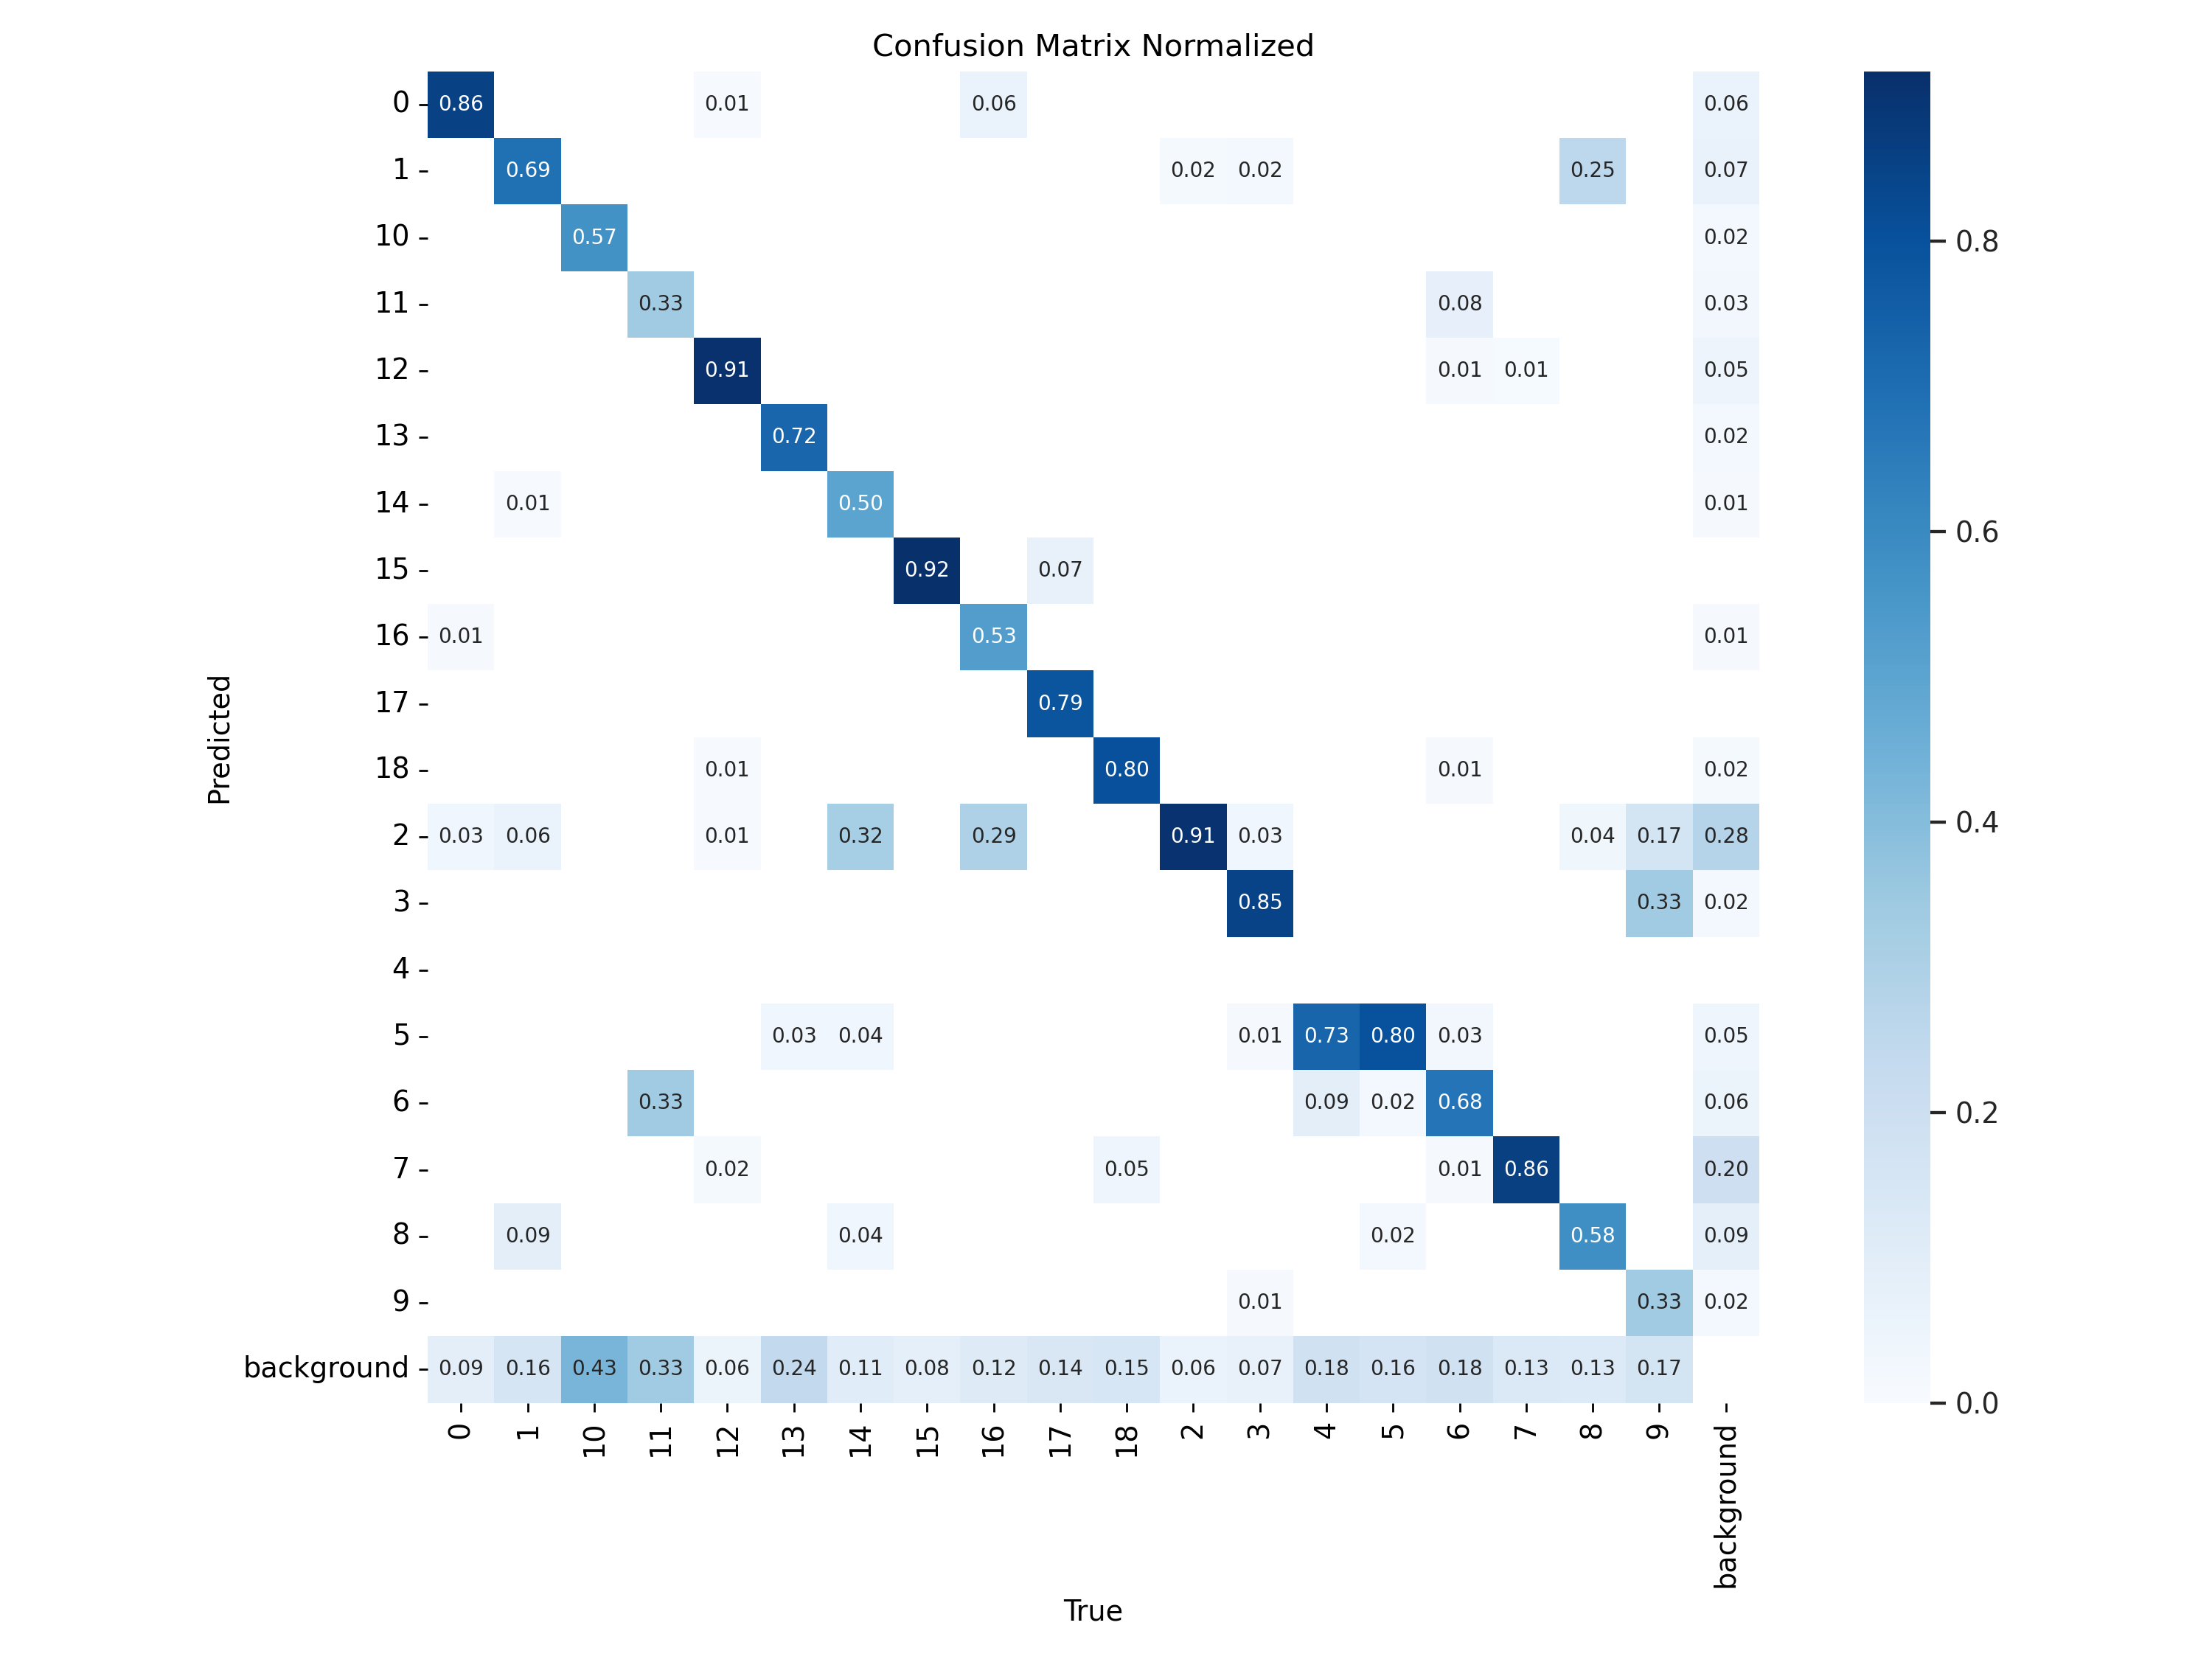 Confusion Matrix Normalized
0 0.86 0.01 0.06 0.06
1 0.69 0.02 0.02 0.25 0.07
10 0.57 0.02
11 0.33 0.08 0.03
12 0.91 0.01 0.01 0.05
13 0.72 0.02
14 0.01 0.50 0.01
15 0.92 0.07
16 0.01 0.53 0.01
17 0.79
18 0.01 0.80 0.01 0.02
2 0.03 0.06 0.01 0.32 0.29 0.91 0.03 0.04 0.17 0.28
3 0.85 0.33 0.02
4
5 0.03 0.04 0.01 0.73 0.80 0.03 0.05
6 0.33 0.09 0.02 0.68 0.06
7 0.02 0.05 0.01 0.86 0.20
8 0.09 0.04 0.02 0.58 0.09
9 0.01 0.33 0.02
background 0.09 0.16 0.43 0.33 0.06 0.24 0.11 0.08 0.12 0.14 0.15 0.06 0.07 0.18 0.16 0.18 0.13 0.13 0.17
0 1 10 11 12 13 14 15 16 17 18 2 3 4 5 6 7 8 9 background
Predicted
True
0.8
0.6
0.4
0.2
0.0